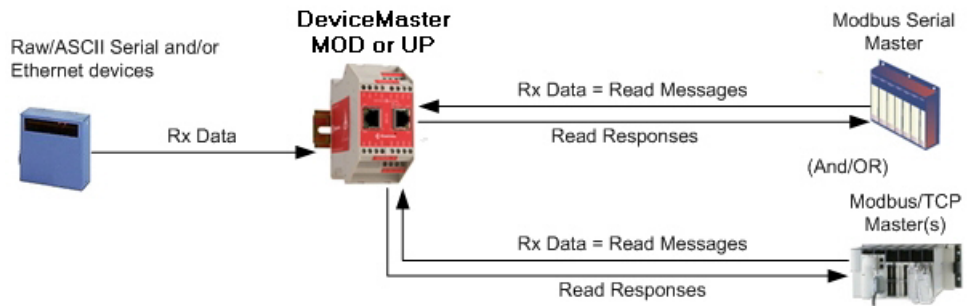 DeviceMaster
MOD or UP
Raw/ASCII Serial and/or
Ethernet devices
Rx Data
Modbus Serial
Master
Rx Data = Read Messages
Read Responses
(And/OR)
Modbus/TCP
Master(s)
Rx Data = Read Messages
Read Responses